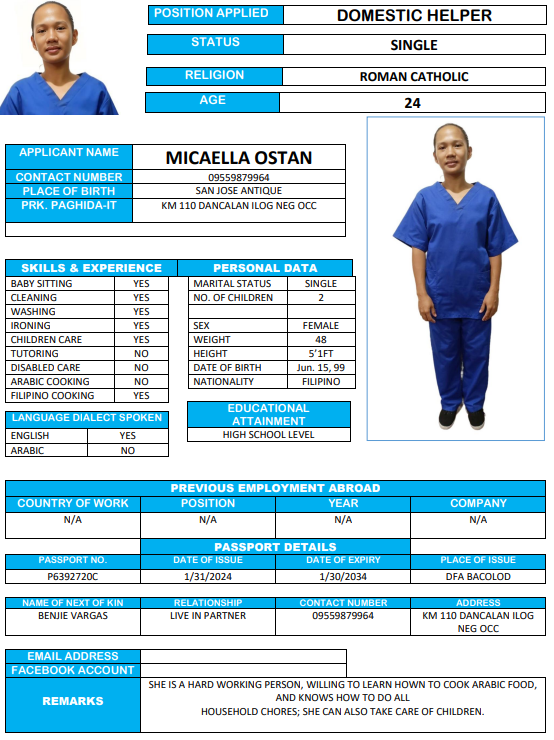 POSITION APPLIED DOMESTIC HELPER
STATUS SINGLE
RELIGION ROMAN CATHOLIC
AGE 24
APPLICANT NAME MICAELLA OSTAN
CONTACT NUMBER 09559879964
PLACE OF BIRTH SAN JOSE ANTIQUE
PRK. PAGHIDA-IT KM 110 DANCALAN ILOG NEG OCC
SKILLS & EXPERIENCE PERSONAL DATA
BABY SITTING YES MARITAL STATUS SINGLE
CLEANING YES NO. OF CHILDREN 2
WASHING YES
IRONING YES SEX FEMALE
CHILDREN CARE YES WEIGHT 48
TUTORING NO HEIGHT 5'1FT
DISABLED CARE NO DATE OF BIRTH Jun. 15, 99
ARABIC COOKING NO NATIONALITY FILIPINO
FILIPINO COOKING YES
LANGUAGE DIALECT SPOKEN
ENGLISH YES
ARABIC NO
EDUCATIONAL
ATTAINMENT
HIGH SCHOOL LEVEL
PREVIOUS EMPLOYMENT ABROAD
COUNTRY OF WORK POSITION YEAR COMPANY
N/A N/A N/A N/A
PASSPORT DETAILS
PASSPORT NO. DATE OF ISSUE DATE OF EXPIRY PLACE OF ISSUE
P6392720C 1/31/2024 1/30/2034 DFA BACOLOD
NAME OF NEXT OF KIN RELATIONSHIP CONTACT NUMBER ADDRESS
BENJIE VARGAS LIVE IN PARTNER 09559879964 KM 110 DANCALAN ILOG
NEG OCC
EMAIL ADDRESS
FACEBOOK ACCOUNT
REMARKS
SHE IS A HARD WORKING PERSON, WILLING TO LEARN HOWN TO COOK ARABIC FOOD,
AND KNOWS HOW TO DO ALL
HOUSEHOLD CHORES; SHE CAN ALSO TAKE CARE OF CHILDREN.